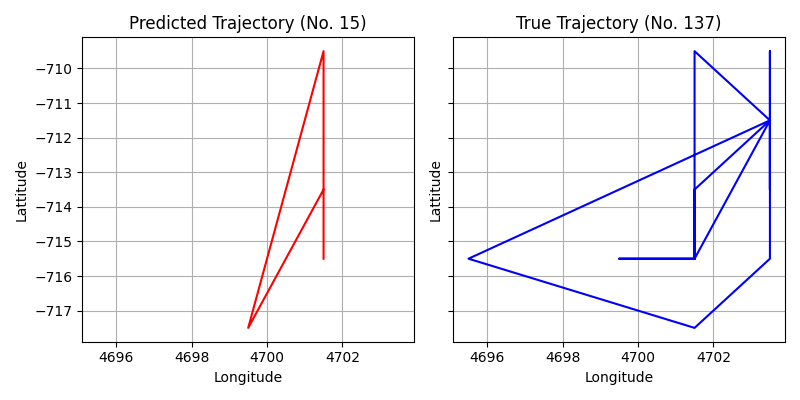 Predicted Trajectory (No. 15)
Lattitude
−710
−711
−712
−713
−714
−715
−716
−717
4696 4698 4700 4702
Longitude
True Trajectory (No. 137)
Lattitude
4696 4698 4700 4702
Longitude